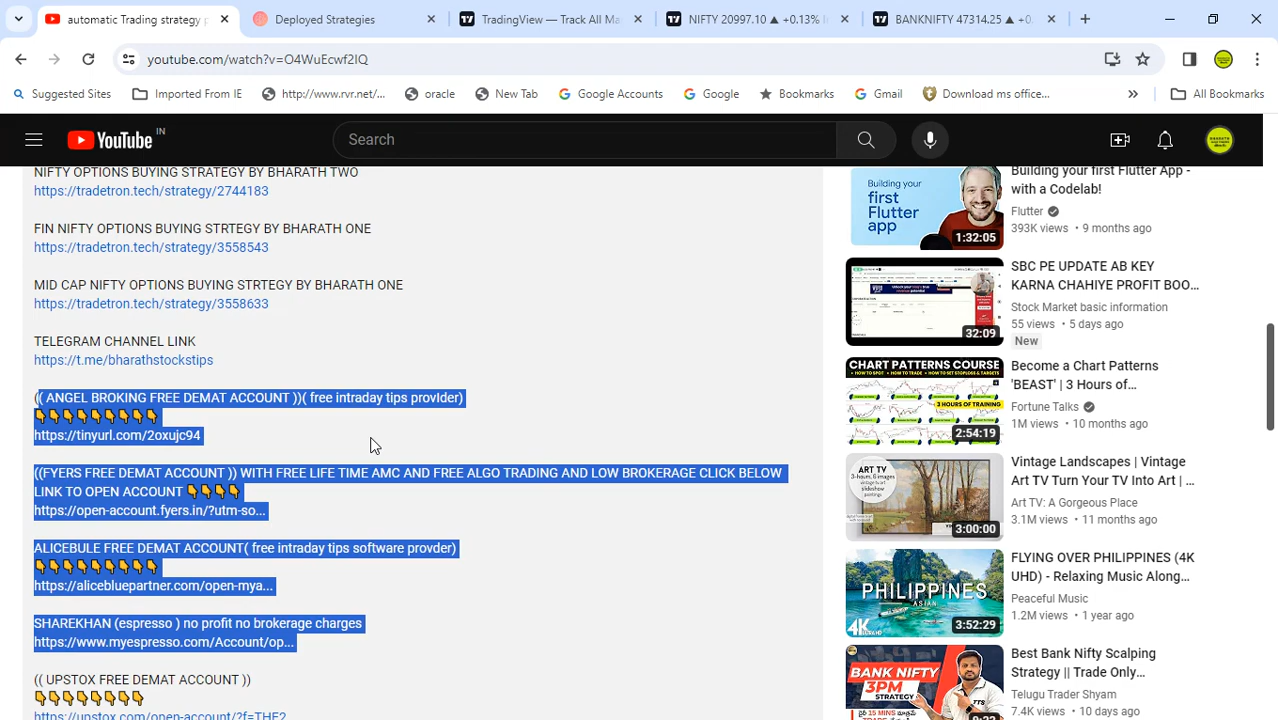 automatic Trading strategy p
Deployed Strategies
TradingView — Track All Ma
NIFTY 20997.10 ▲ +0.13%
BANKNIFTY 47314.25 ▲ +0.
youtube.com/watch?v=O4WuEcwf2IQ
Suggested Sites
Imported From IE
http://www.rvr.net/...
oracle
New Tab
Google Accounts
Google
Bookmarks
Gmail
Download ms office...
All Bookmarks
YouTube IN
Search
NIFTY OPTIONS BUYING STRATEGY BY BHARATH TWO
https://tradetron.tech/strategy/2744183
FIN NIFTY OPTIONS BUYING STRTEGY BY BHARATH ONE
https://tradetron.tech/strategy/3558543
MID CAP NIFTY OPTIONS BUYING STRTEGY BY BHARATH ONE
https://tradetron.tech/strategy/3558633
TELEGRAM CHANNEL LINK
https://t.me/bharathstockstips
(( ANGEL BROKING FREE DEMAT ACCOUNT ))( free intraday tips provIder)
👇👇👇👇👇👇👇👇👇
https://tinyurl.com/2oxujc94
((FYERS FREE DEMAT ACCOUNT )) WITH FREE LIFE TIME AMC AND FREE ALGO TRADING AND LOW BROKERAGE CLICK BELOW
LINK TO OPEN ACCOUNT 👇👇👇👇
https://open-account.fyers.in/?utm-so...
ALICEBULE FREE DEMAT ACCOUNT( free intraday tips software provder)
👇👇👇👇👇👇👇👇👇
https://alicebluepartner.com/open-mya...
SHAREKHAN (espresso ) no profit no brokerage charges
https://www.myespresso.com/Account/op...
(( UPSTOX FREE DEMAT ACCOUNT ))
👇👇👇👇👇👇👇👇
https://upstox.com/open-account/?f=THF2
Building your first Flutter app
1:32:05
Building your first Flutter App -
with a Codelab!
Flutter
393K views • 9 months ago
32:09
SBC PE UPDATE AB KEY
KARNA CHAHIYE PROFIT BOO...
Stock Market basic information
55 views • 5 days ago
New
CHART PATTERNS COURSE
3 HOURS OF TRAINING
2:54:19
Become a Chart Patterns
'BEAST' | 3 Hours of...
Fortune Talks
1M views • 10 months ago
ART TV
3:00:00
Vintage Landscapes | Vintage
Art TV Turn Your TV Into Art | ...
Art TV: A Gorgeous Place
3.1M views • 11 months ago
PHILIPPINES
ASIAN
4K
3:52:29
FLYING OVER PHILIPPINES (4K
UHD) - Relaxing Music Along...
Peaceful Music
1.2M views • 1 year ago
BANK NIFTY
3PM
STRATEGY
TTS
Best Bank Nifty Scalping
Strategy || Trade Only...
Telugu Trader Shyam
7.4K views • 10 days ago